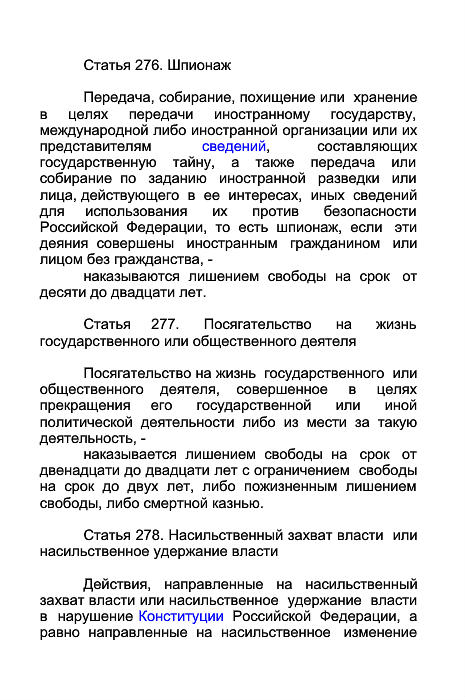 Статья 276. Шпионаж
Передача, собирание, похищение или хранение
в целях передачи иностранному государству,
международной либо иностранной организации или их
представителям сведений, составляющих
государственную тайну, а также передача или
собирание по заданию иностранной разведки или
лица, действующего в ее интересах, иных сведений
для использования их против безопасности
Российской Федерации, то есть шпионаж, если эти
деяния совершены иностранным гражданином или
лицом без гражданства, -
наказываются лишением свободы на срок от
десяти до двадцати лет.
Статья 277. Посягательство на жизнь
государственного или общественного деятеля
Посягательство на жизнь государственного или
общественного деятеля, совершенное в целях
прекращения его государственной или иной
политической деятельности либо из мести за такую
деятельность, -
наказывается лишением свободы на срок от
двенадцати до двадцати лет с ограничением свободы
на срок до двух лет, либо пожизненным лишением
свободы, либо смертной казнью.
Статья 278. Насильственный захват власти или
насильственное удержание власти
Действия, направленные на насильственный
захват власти или насильственное удержание власти
в нарушение Конституции Российской Федерации, а
равно направленные на насильственное изменение